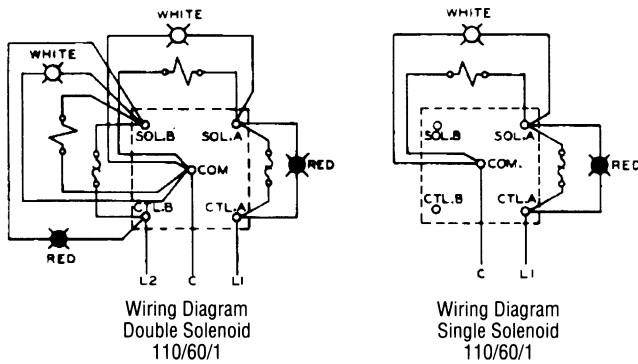 WHITE
WHITE
SOL.B
SOL.A
COM
RED
CTL.B
CTL.A
RED
L2
C
L1
Wiring Diagram
Double Solenoid
110/60/1
WHITE
SOL.B
SOL.A
COM.
RED
CTL.B
CTL.A
C
L1
Wiring Diagram
Single Solenoid
110/60/1